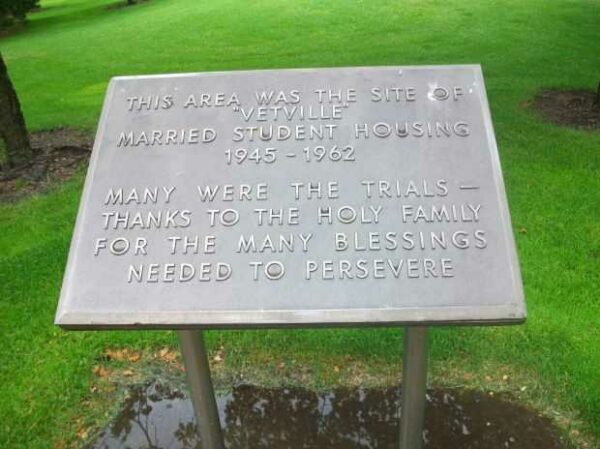 THIS AREA WAS THE SITE OF
"VETVILLE"
MARRIED STUDENT HOUSING
1945 - 1962
MANY WERE THE TRIALS —
THANKS TO THE HOLY FAMILY
FOR THE MANY BLESSINGS
NEEDED TO PERSEVERE